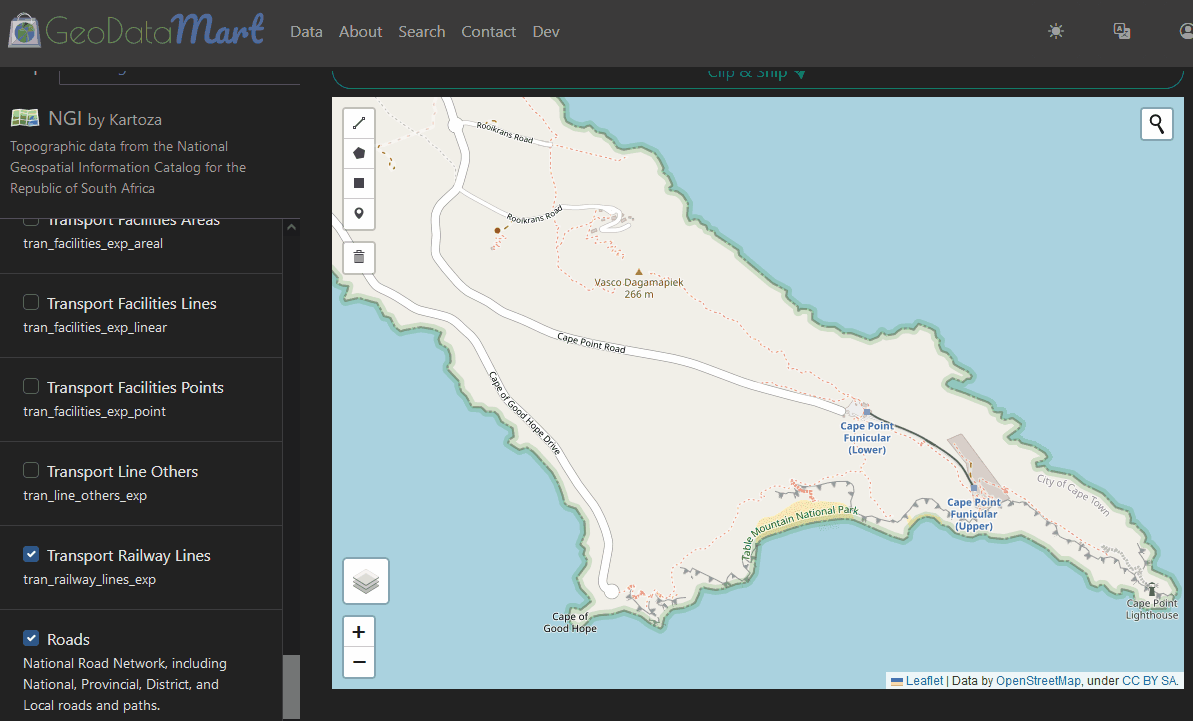 GeoDataMart
Data About Search Contact Dev
Clip & Ship
NGI by Kartoza
Topographic data from the National
Geospatial Information Catalog for the
Republic of South Africa
Transport Facilities Areas
tran_facilities_exp_areal
Transport Facilities Lines
tran_facilities_exp_linear
Transport Facilities Points
tran_facilities_exp_point
Transport Line Others
tran_line_others_exp
Transport Railway Lines
tran_railway_lines_exp
Roads
National Road Network, including
National, Provincial, District, and
Local roads and paths.
Rooikrans Road
Rooikrans Road
Vasco Dagamapiek
266 m
Cape Point Road
Cape of Good Hope Drive
Cape Point
Funicular
(Lower)
City of Cape Town
Cape Point
Funicular
(Upper)
Table Mountain National Park
Cape Point
Lighthouse
Cape of
Good Hope
+
−
Leaflet | Data by OpenStreetMap, under CC BY SA.